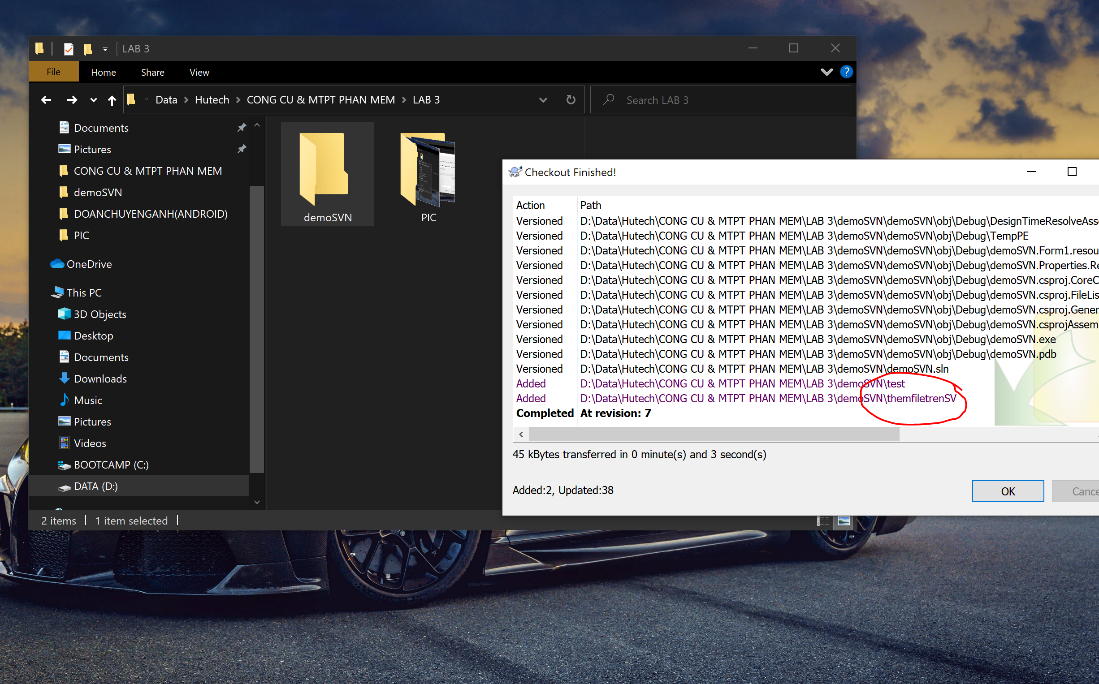 LAB 3
File Home Share View
Data > Hutech > CONG CU & MTPT PHAN MEM > LAB 3
Search LAB 3
Documents
Pictures
CONG CU & MTPT PHAN MEM
demoSVN
DOANCHUYENGANH(ANDROID)
PIC
OneDrive
This PC
3D Objects
Desktop
Documents
Downloads
Music
Pictures
Videos
BOOTCAMP (C:)
DATA (D:)
demoSVN
PIC
2 items 1 item selected
Checkout Finished!
Action Path
Versioned D:\Data\Hutech\CONG CU & MTPT PHAN MEM\LAB 3\demoSVN\demoSVN\obj\Debug\DesignTimeResolveAsse
Versioned D:\Data\Hutech\CONG CU & MTPT PHAN MEM\LAB 3\demoSVN\demoSVN\obj\Debug\TempPE
Versioned D:\Data\Hutech\CONG CU & MTPT PHAN MEM\LAB 3\demoSVN\demoSVN\obj\Debug\demoSVN.Form1.resou
Versioned D:\Data\Hutech\CONG CU & MTPT PHAN MEM\LAB 3\demoSVN\demoSVN\obj\Debug\demoSVN.Properties.Re
Versioned D:\Data\Hutech\CONG CU & MTPT PHAN MEM\LAB 3\demoSVN\demoSVN\obj\Debug\demoSVN.csproj.CoreC
Versioned D:\Data\Hutech\CONG CU & MTPT PHAN MEM\LAB 3\demoSVN\demoSVN\obj\Debug\demoSVN.csproj.FileLis
Versioned D:\Data\Hutech\CONG CU & MTPT PHAN MEM\LAB 3\demoSVN\demoSVN\obj\Debug\demoSVN.csproj.Gener
Versioned D:\Data\Hutech\CONG CU & MTPT PHAN MEM\LAB 3\demoSVN\demoSVN\obj\Debug\demoSVN.csprojAssem
Versioned D:\Data\Hutech\CONG CU & MTPT PHAN MEM\LAB 3\demoSVN\demoSVN\obj\Debug\demoSVN.exe
Versioned D:\Data\Hutech\CONG CU & MTPT PHAN MEM\LAB 3\demoSVN\demoSVN\obj\Debug\demoSVN.pdb
Versioned D:\Data\Hutech\CONG CU & MTPT PHAN MEM\LAB 3\demoSVN\demoSVN.sln
Added D:\Data\Hutech\CONG CU & MTPT PHAN MEM\LAB 3\demoSVN\test
Added D:\Data\Hutech\CONG CU & MTPT PHAN MEM\LAB 3\demoSVN\themfiletrenSV
Completed At revision: 7
45 kBytes transferred in 0 minute(s) and 3 second(s)
Added:2, Updated:38
OK Cance